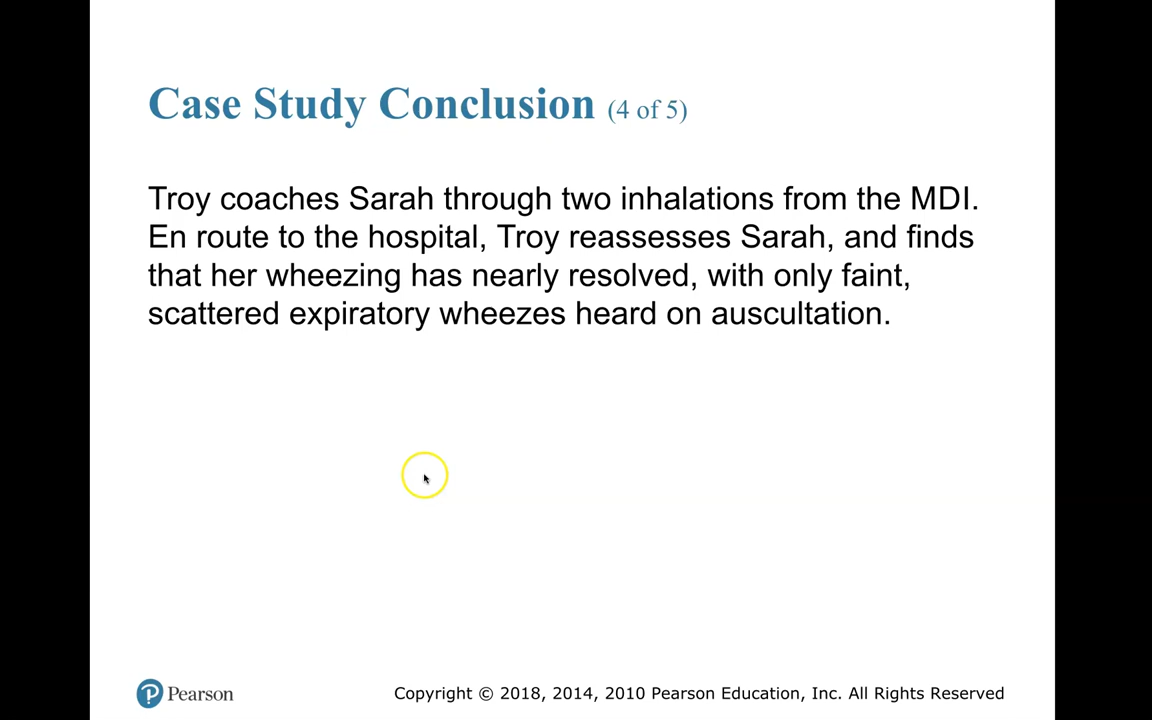 Case Study Conclusion (4 of 5)
Troy coaches Sarah through two inhalations from the MDI.
En route to the hospital, Troy reassesses Sarah, and finds
that her wheezing has nearly resolved, with only faint,
scattered expiratory wheezes heard on auscultation.
Pearson
Copyright © 2018, 2014, 2010 Pearson Education, Inc. All Rights Reserved